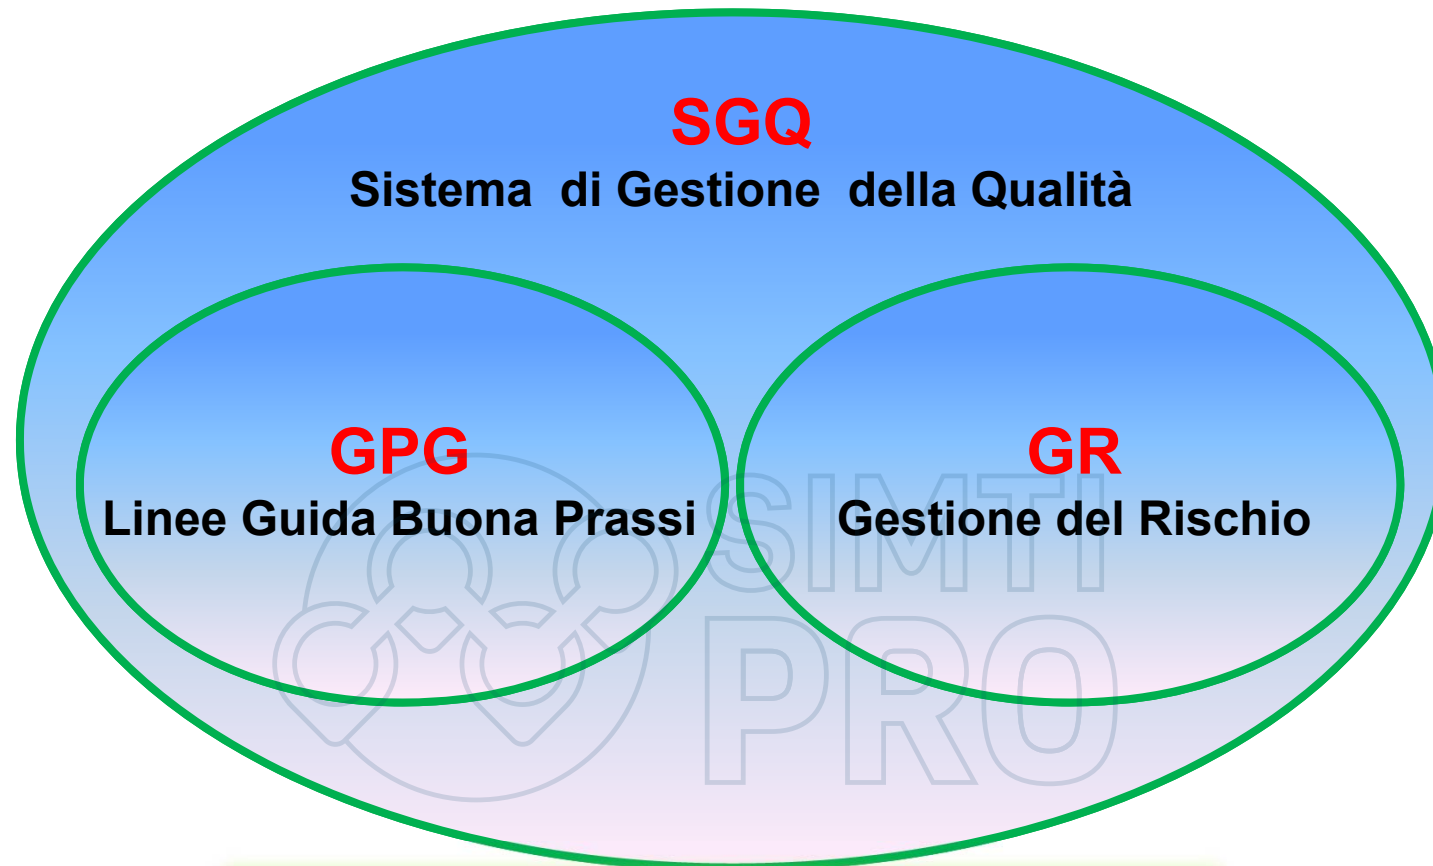 SGQ
Sistema di Gestione della Qualità
GPG
Linee Guida Buona Prassi
GR
Gestione del Rischio
SIMTI
PRO